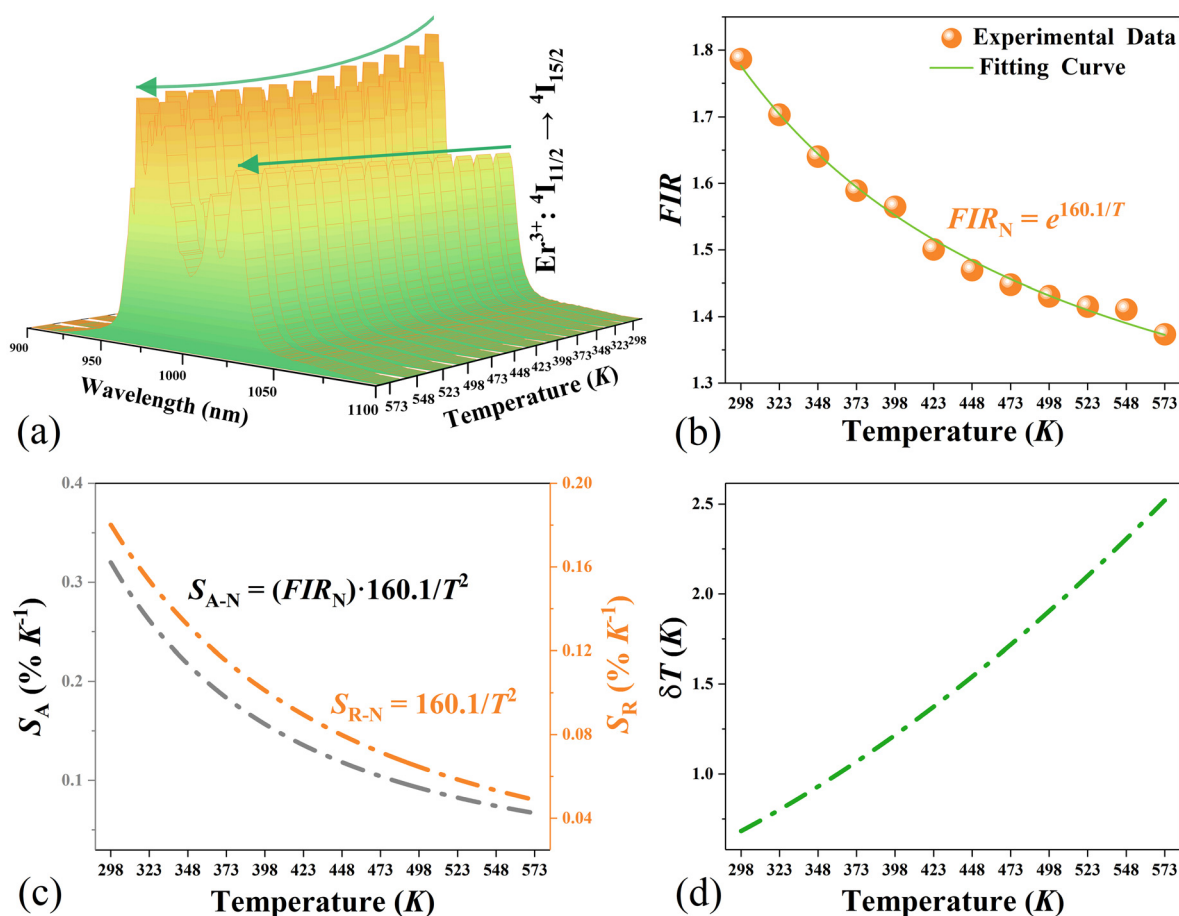 Er³⁺: ⁴I₁₁/₂ → ⁴I₁₅/₂
900
950
1000
1050
1100
Wavelength (nm)
573
548
523
498
473
448
423
398
373
348
323
298
Temperature (K)
(a)
Experimental Data
Fitting Curve
FIR
1.8
1.7
1.6
1.5
1.4
1.3
FIR_N = e^160.1/T
298 323 348 373 398 423 448 473 498 523 548 573
Temperature (K)
(b)
S_A (% K⁻¹)
0.4
0.3
0.2
0.1
S_A-N = (FIR_N)·160.1/T²
S_R-N = 160.1/T²
0.20
0.16
0.12
0.08
0.04
S_R (% K⁻¹)
298 323 348 373 398 423 448 473 498 523 548 573
Temperature (K)
(c)
δT (K)
2.5
2.0
1.5
1.0
298 323 348 373 398 423 448 473 498 523 548 573
Temperature (K)
(d)